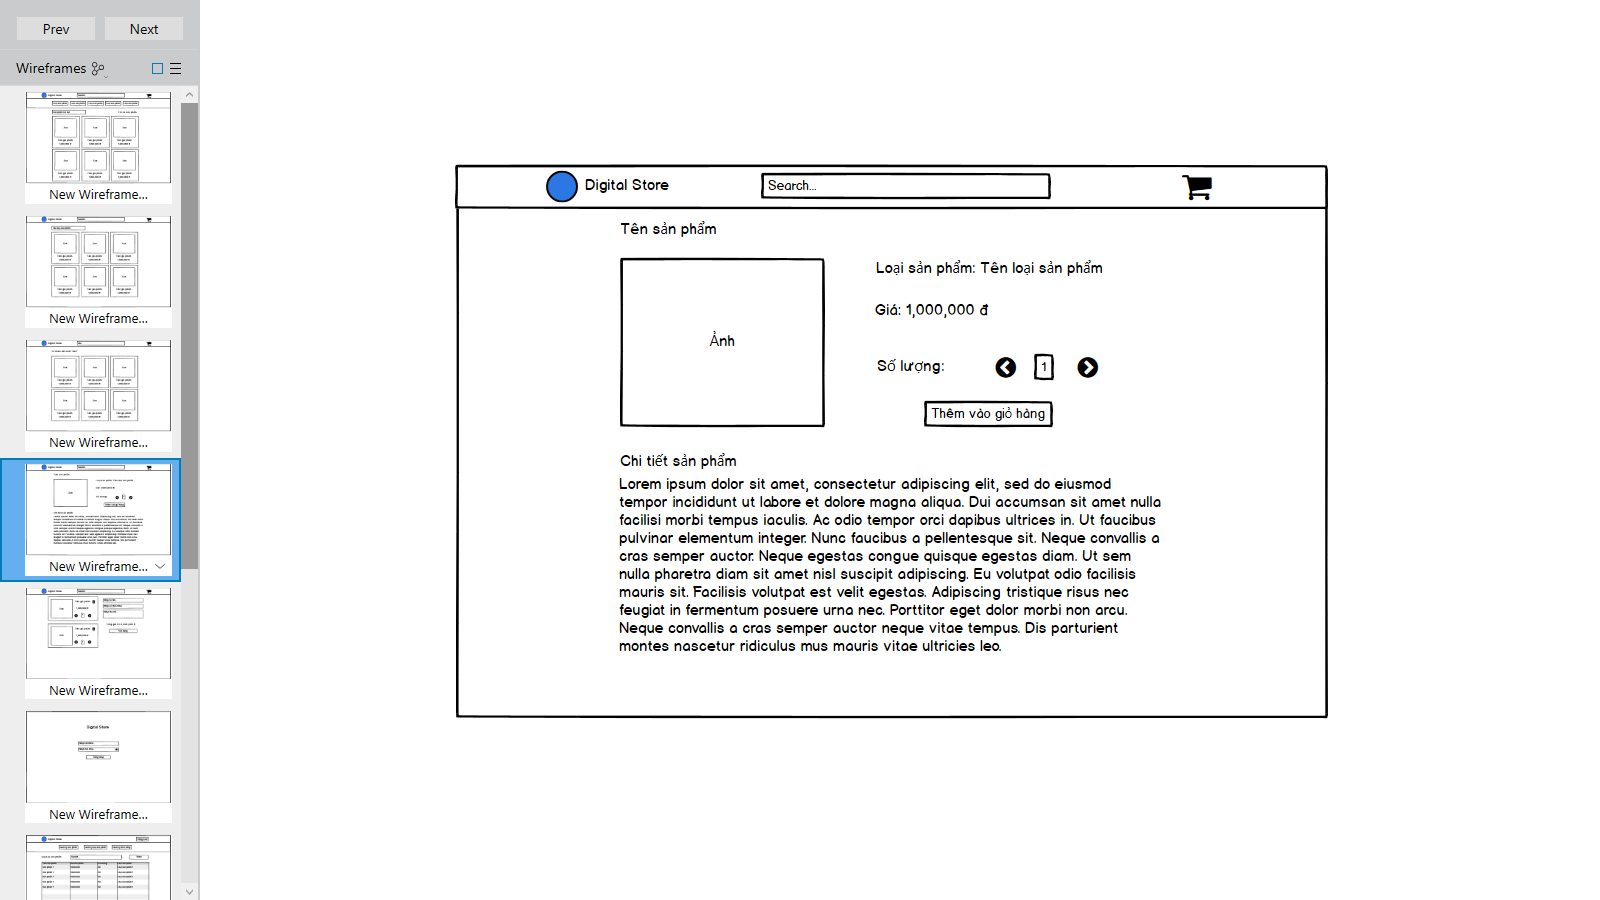 Prev
Next
Wireframes
New Wireframe...
New Wireframe...
New Wireframe...
New Wireframe...
New Wireframe...
Digital Store
New Wireframe...
Digital Store
Search...
Tên sản phẩm
Ảnh
Loại sản phẩm: Tên loại sản phẩm
Giá: 1,000,000 đ
Số lượng:
1
Thêm vào giỏ hàng
Chi tiết sản phẩm
Lorem ipsum dolor sit amet, consectetur adipiscing elit, sed do eiusmod
tempor incididunt ut labore et dolore magna aliqua. Dui accumsan sit amet nulla
facilisi morbi tempus iaculis. Ac odio tempor orci dapibus ultrices in. Ut faucibus
pulvinar elementum integer. Nunc faucibus a pellentesque sit. Neque convallis a
cras semper auctor. Neque egestas congue quisque egestas diam. Ut sem
nulla pharetra diam sit amet nisl suscipit adipiscing. Eu volutpat odio facilisis
mauris sit. Facilisis volutpat est velit egestas. Adipiscing tristique risus nec
feugiat in fermentum posuere urna nec. Porttitor eget dolor morbi non arcu.
Neque convallis a cras semper auctor neque vitae tempus. Dis parturient
montes nascetur ridiculus mus mauris vitae ultricies leo.